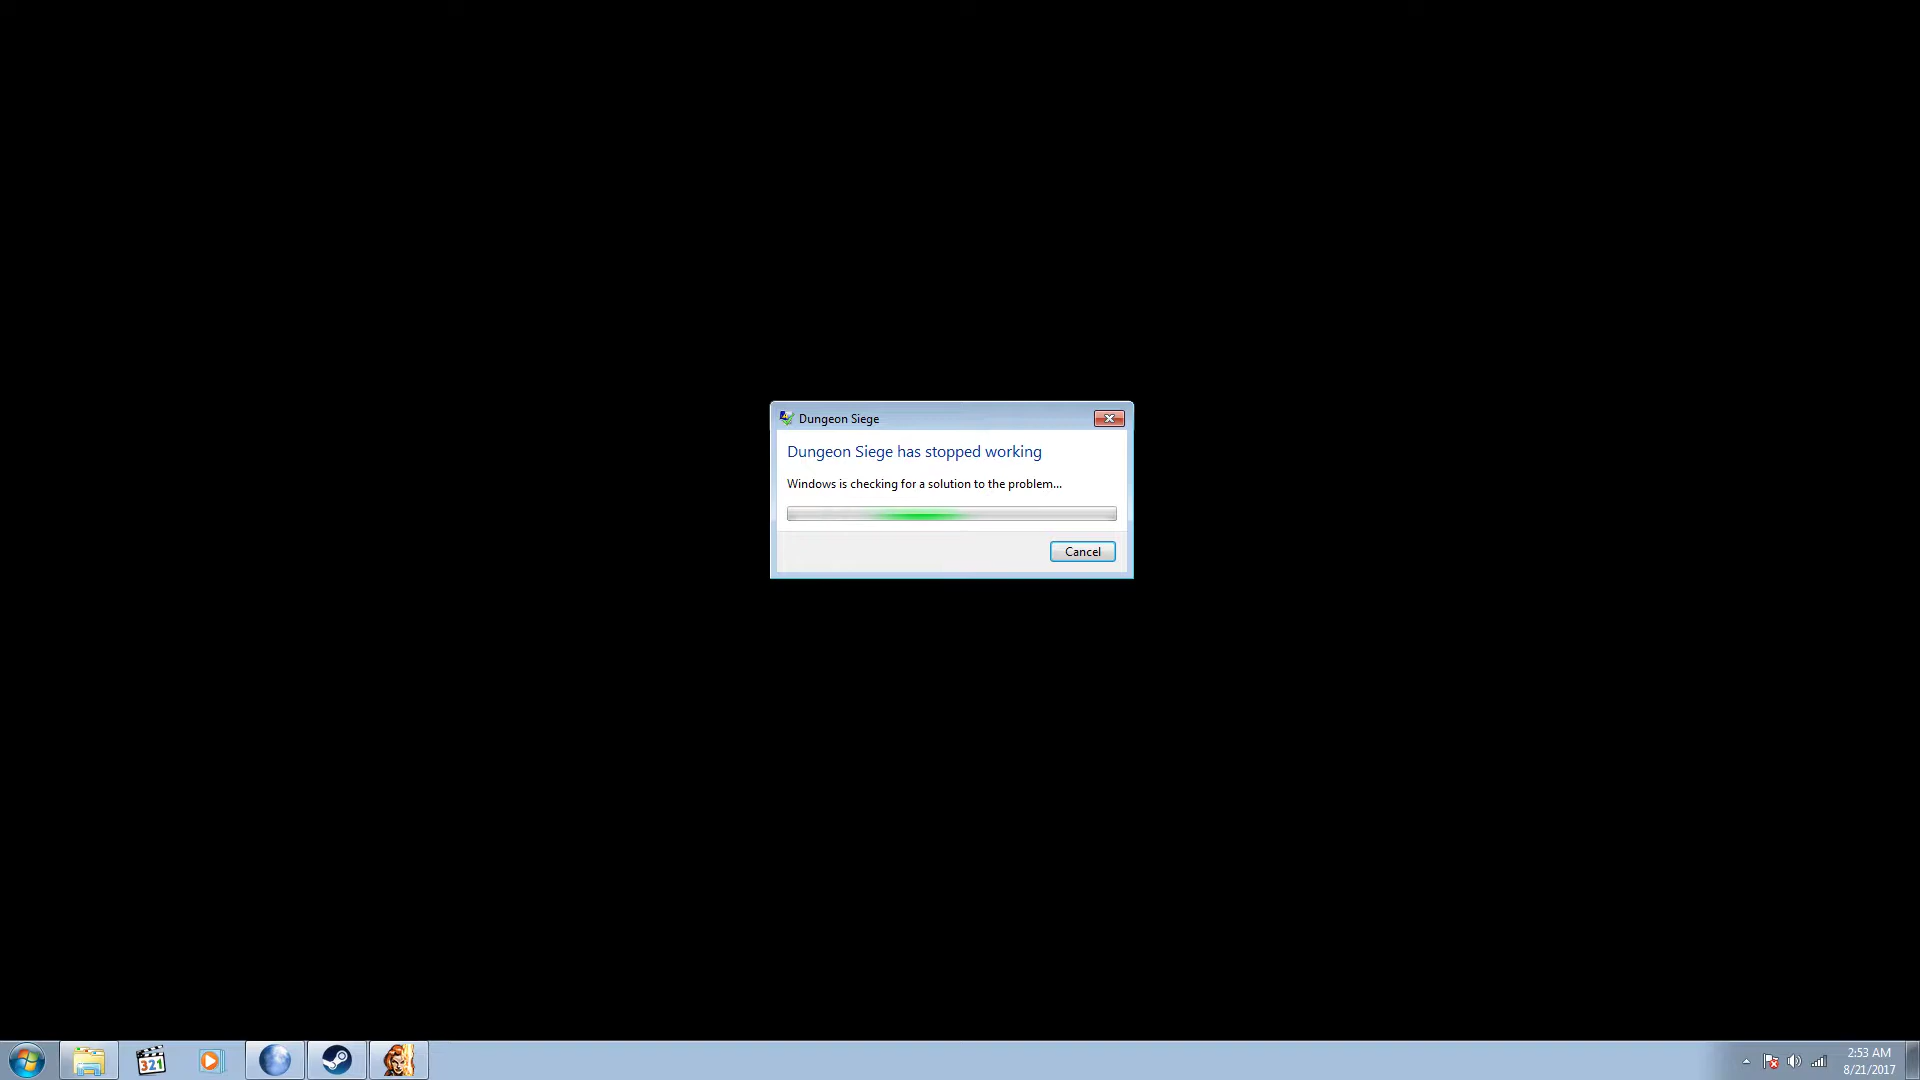 Dungeon Siege
Dungeon Siege has stopped working
Windows is checking for a solution to the problem...
Cancel
321
2:53 AM
8/21/2017